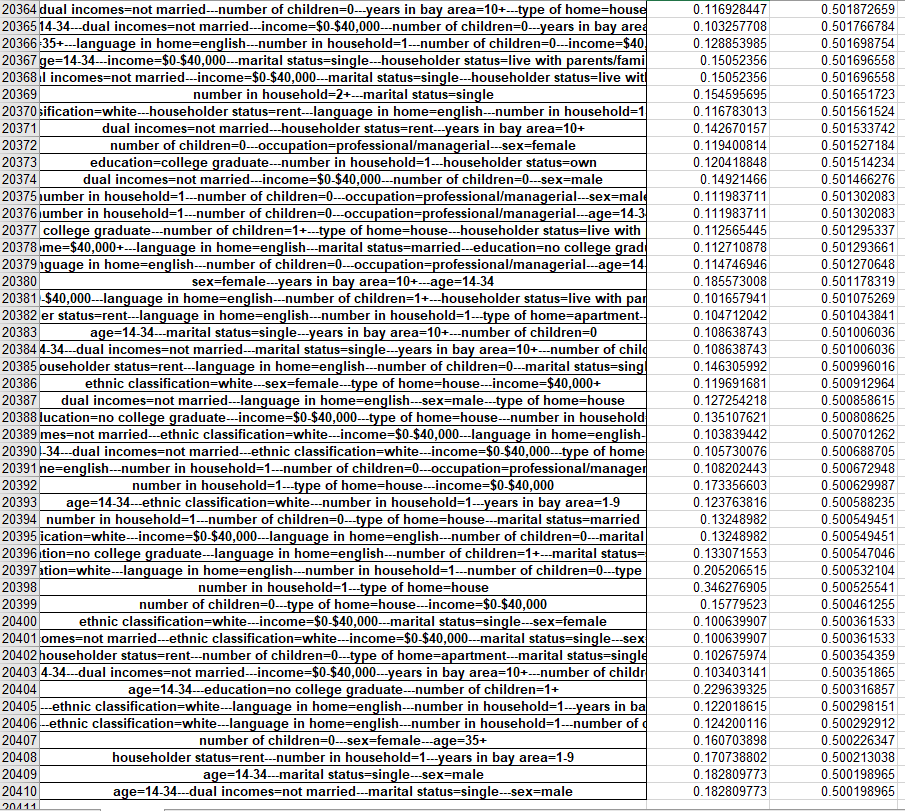 20364 dual incomes=not married---number of children=0---years in bay area=10+---type of home=house 0.116928447 0.501872659
20365 14-34---dual incomes=not married---income=$0-$40,000---number of children=0---years in bay area 0.103257708 0.501766784
20366 35+---language in home=english---number in household=1---number of children=0---income=$40, 0.128853985 0.501698754
20367 ge=14-34---income=$0-$40,000---marital status=single---householder status=live with parents/fami 0.15052356 0.501696558
20368 l incomes=not married---income=$0-$40,000---marital status=single---householder status=live with 0.15052356 0.501696558
20369 number in household=2+---marital status=single 0.154595695 0.501651723
20370 sification=white---householder status=rent---language in home=english---number in household=1 0.116783013 0.501561524
20371 dual incomes=not married---householder status=rent---years in bay area=10+ 0.142670157 0.501533742
20372 number of children=0---occupation=professional/managerial---sex=female 0.119400814 0.501527184
20373 education=college graduate---number in household=1---householder status=own 0.120418848 0.501514234
20374 dual incomes=not married---income=$0-$40,000---number of children=0---sex=male 0.14921466 0.501466276
20375 umber in household=1---number of children=0---occupation=professional/managerial---sex=male 0.111983711 0.501302083
20376 umber in household=1---number of children=0---occupation=professional/managerial---age=14-3 0.111983711 0.501302083
20377 college graduate---number of children=1+---type of home=house---householder status=live with 0.112565445 0.501295337
20378 ome=$40,000+---language in home=english---marital status=married---education=no college gradu 0.112710878 0.501293661
20379 nguage in home=english---number of children=0---occupation=professional/managerial---age=14- 0.114746946 0.501270648
20380 sex=female---years in bay area=10+---age=14-34 0.185573008 0.501178319
20381 -$40,000---language in home=english---number of children=1+---householder status=live with par 0.101657941 0.501075269
20382 er status=rent---language in home=english---number in household=1---type of home=apartment-- 0.104712042 0.501043841
20383 age=14-34---marital status=single---years in bay area=10+---number of children=0 0.108638743 0.501006036
20384 4-34---dual incomes=not married---marital status=single---years in bay area=10+---number of chilc 0.108638743 0.501006036
20385 ouseholder status=rent---language in home=english---number of children=0---marital status=singl 0.146305992 0.500996016
20386 ethnic classification=white---sex=female---type of home=house---income=$40,000+ 0.119691681 0.500912964
20387 dual incomes=not married---language in home=english---sex=male---type of home=house 0.127254218 0.500858615
20388 lucation=no college graduate---income=$0-$40,000---type of home=house---number in household 0.135107621 0.500808625
20389 mes=not married---ethnic classification=white---income=$0-$40,000---language in home=english- 0.103839442 0.500701262
20390 -34---dual incomes=not married---ethnic classification=white---income=$0-$40,000---type of home 0.105730076 0.500688705
20391 ne=english---number in household=1---number of children=0---occupation=professional/manager 0.108202443 0.500672948
20392 number in household=1---type of home=house---income=$0-$40,000 0.173356603 0.500629987
20393 age=14-34---ethnic classification=white---number in household=1---years in bay area=1-9 0.123763816 0.500588235
20394 number in household=1---number of children=0---type of home=house---marital status=married 0.13248982 0.500549451
20395 ication=white---income=$0-$40,000---language in home=english---number of children=0---marital 0.13248982 0.500549451
20396 ition=no college graduate---language in home=english---number of children=1+---marital status= 0.133071553 0.500547046
20397 ation=white---language in home=english---number in household=1---number of children=0---type 0.205206515 0.500532104
20398 number in household=1---type of home=house 0.346276905 0.500525541
20399 number of children=0---type of home=house---income=$0-$40,000 0.15779523 0.500461255
20400 ethnic classification=white---income=$0-$40,000---marital status=single---sex=female 0.100639907 0.500361533
20401 omes=not married---ethnic classification=white---income=$0-$40,000---marital status=single---sex 0.100639907 0.500361533
20402 householder status=rent---number of children=0---type of home=apartment---marital status=single 0.102675974 0.500354359
20403 4-34---dual incomes=not married---income=$0-$40,000---years in bay area=10+---number of childr 0.103403141 0.500351865
20404 age=14-34---education=no college graduate---number of children=1+ 0.229639325 0.500316857
20405 ---ethnic classification=white---language in home=english---number in household=1---years in ba 0.122018615 0.500298151
20406 ---ethnic classification=white---language in home=english---number in household=1---number of c 0.124200116 0.500292912
20407 number of children=0---sex=female---age=35+ 0.160703898 0.500226347
20408 householder status=rent---number in household=1---years in bay area=1-9 0.170738802 0.500213038
20409 age=14-34---marital status=single---sex=male 0.182809773 0.500198965
20410 age=14-34---dual incomes=not married---marital status=single---sex=male 0.182809773 0.500198965
20411